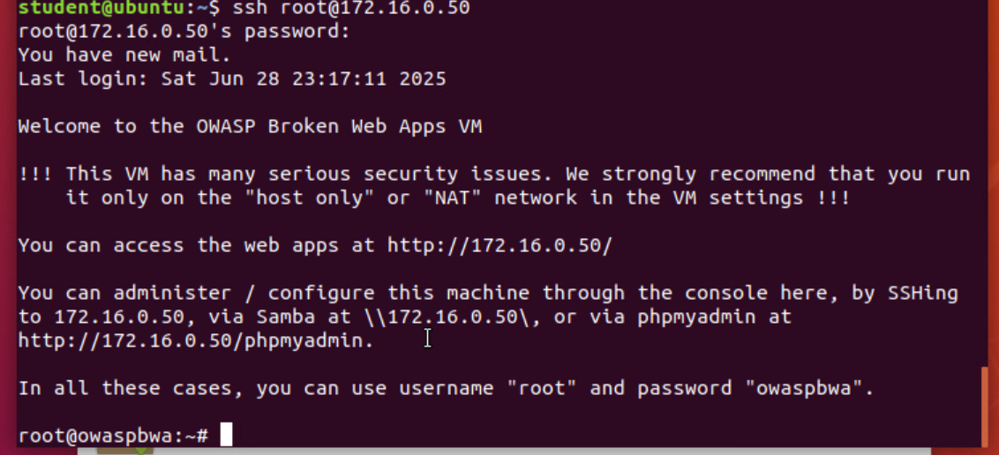 student@ubuntu:~$ ssh root@172.16.0.50
root@172.16.0.50's password:
You have new mail.
Last login: Sat Jun 28 23:17:11 2025
Welcome to the OWASP Broken Web Apps VM
!!! This VM has many serious security issues. We strongly recommend that you run
it only on the "host only" or "NAT" network in the VM settings !!!
You can access the web apps at http://172.16.0.50/
You can administer / configure this machine through the console here, by SSHing
to 172.16.0.50, via Samba at \\172.16.0.50\, or via phpmyadmin at
http://172.16.0.50/phpmyadmin.
In all these cases, you can use username "root" and password "owaspbwa".
root@owaspbwa:~#